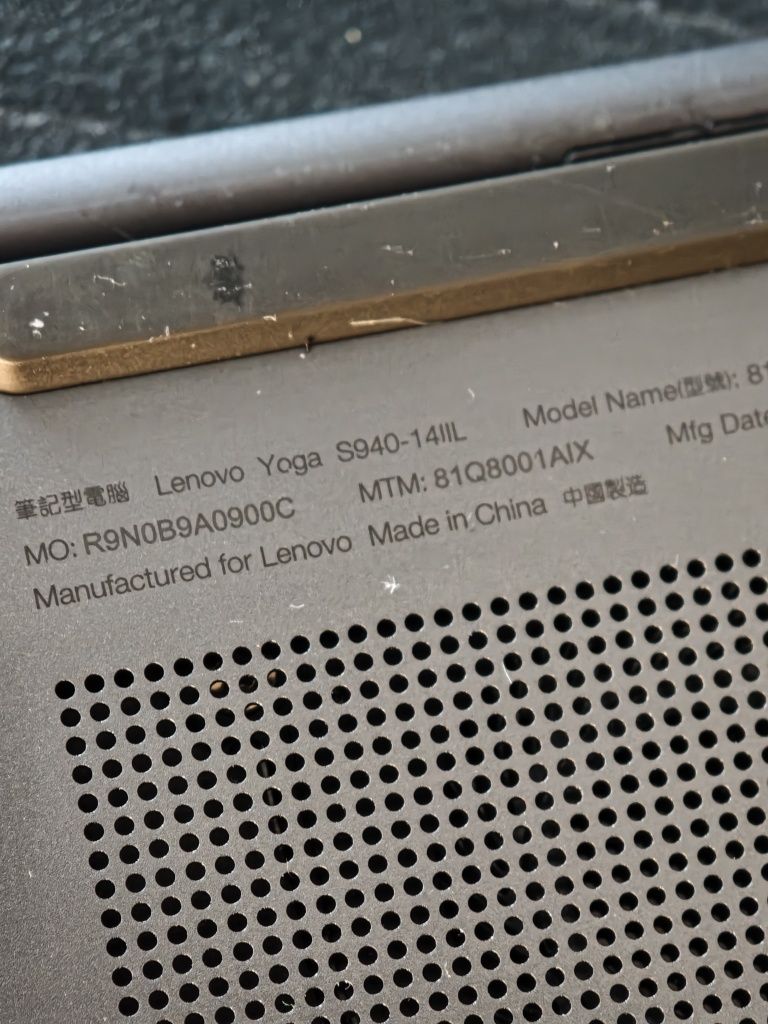 筆記型電腦 Lenovo Yoga S940-14IIL Model Name(型號): 81
MO: R9N0B9A0900C MTM: 81Q8001AIX Mfg Date
Manufactured for Lenovo Made in China 中國製造